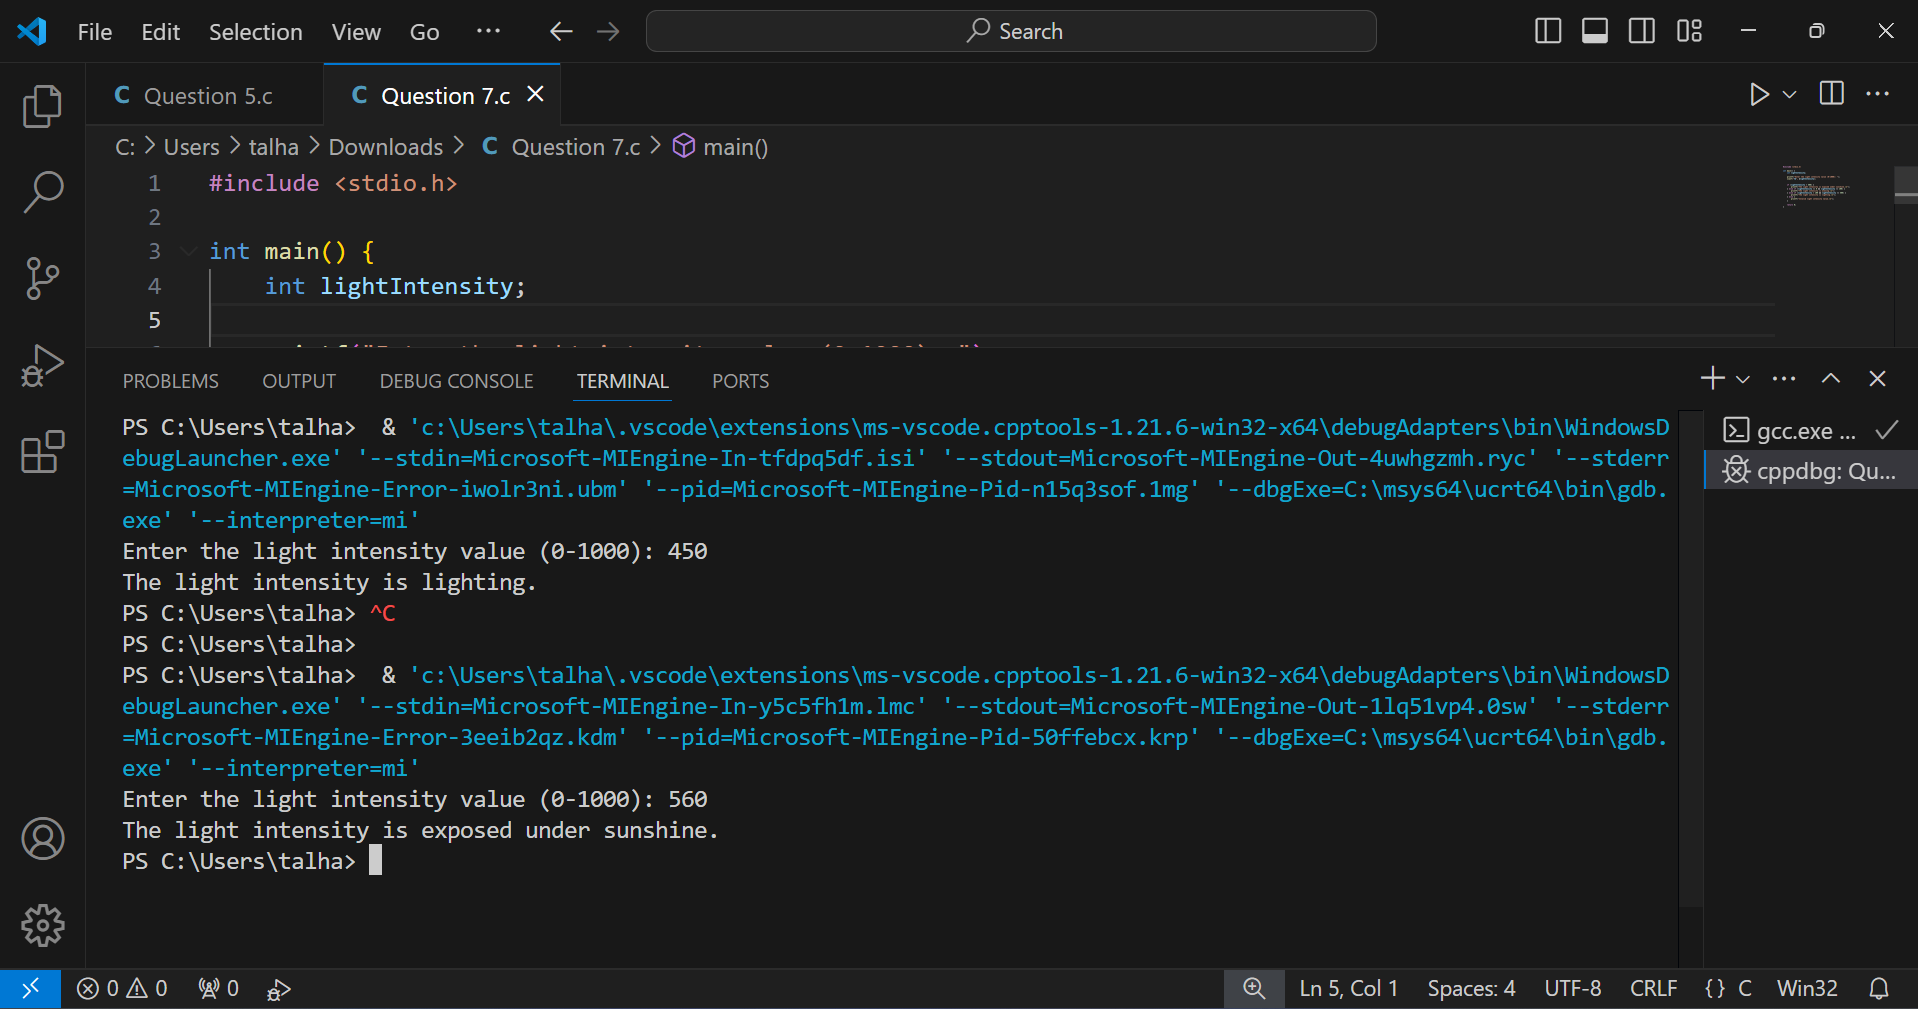 File Edit Selection View Go ··· Search
C Question 5.c C Question 7.c
C: > Users > talha > Downloads > C Question 7.c > main()
1 #include <stdio.h>
2
3 int main() {
4 int lightIntensity;
5
PROBLEMS OUTPUT DEBUG CONSOLE TERMINAL PORTS
PS C:\Users\talha>  & 'c:\Users\talha\.vscode\extensions\ms-vscode.cpptools-1.21.6-win32-x64\debugAdapters\bin\WindowsD
ebugLauncher.exe' '--stdin=Microsoft-MIEngine-In-tfdpq5df.isi' '--stdout=Microsoft-MIEngine-Out-4uwhgzmh.ryc' '--stderr
=Microsoft-MIEngine-Error-iwolr3ni.ubm' '--pid=Microsoft-MIEngine-Pid-n15q3sof.1mg' '--dbgExe=C:\msys64\ucrt64\bin\gdb.
exe' '--interpreter=mi'
Enter the light intensity value (0-1000): 450
The light intensity is lighting.
PS C:\Users\talha> ^C
PS C:\Users\talha>
PS C:\Users\talha>  & 'c:\Users\talha\.vscode\extensions\ms-vscode.cpptools-1.21.6-win32-x64\debugAdapters\bin\WindowsD
ebugLauncher.exe' '--stdin=Microsoft-MIEngine-In-y5c5fh1m.lmc' '--stdout=Microsoft-MIEngine-Out-1lq51vp4.0sw' '--stderr
=Microsoft-MIEngine-Error-3eeib2qz.kdm' '--pid=Microsoft-MIEngine-Pid-50ffebcx.krp' '--dbgExe=C:\msys64\ucrt64\bin\gdb.
exe' '--interpreter=mi'
Enter the light intensity value (0-1000): 560
The light intensity is exposed under sunshine.
PS C:\Users\talha>
gcc.exe ...
cppdbg: Qu...
0 0 0 Ln 5, Col 1 Spaces: 4 UTF-8 CRLF {} C Win32